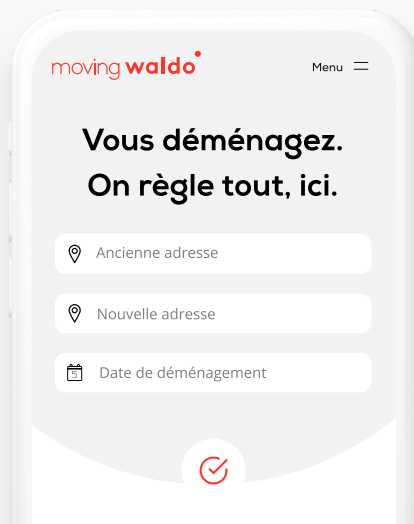 moving waldo
Menu
Vous déménagez.
On règle tout, ici.
Ancienne adresse
Nouvelle adresse
5
Date de déménagement